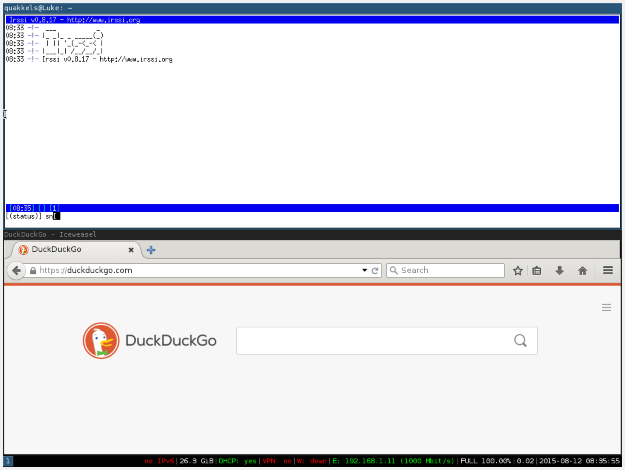 quakkels@Luke: ~
Irssi v0.8.17 - http://www.irssi.org
08:33 -!-  ___           _
08:33 -!- |_ _|_ _ _____(_)
08:33 -!-  | || '_(_-<_-< |
08:33 -!- |___|_| /__/__/_|
08:33 -!- Irssi v0.8.17 - http://www.irssi.org
[08:35] [] [1]
[(status)] sn[
DuckDuckGo - Iceweasel
DuckDuckGo
https://duckduckgo.com Search
DuckDuckGo
1 no IPv6|26.3 GiB|DHCP: yes|VPN: no|W: down|E: 192.168.1.11 (1000 Mbit/s)|FULL 100.00%|0.02|2015-08-12 08:35:55